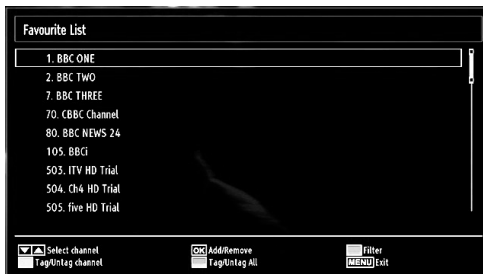 Favourite List
1. BBC ONE
2. BBC TWO
7. BBC THREE
70. CBBC Channel
80. BBC NEWS 24
105. BBCi
503. ITV HD Trial
504. Ch4 HD Trial
505. five HD Trial
Select channel OK Add/Remove Filter
Tag/Untag channel Tag/Untag All MENU Exit